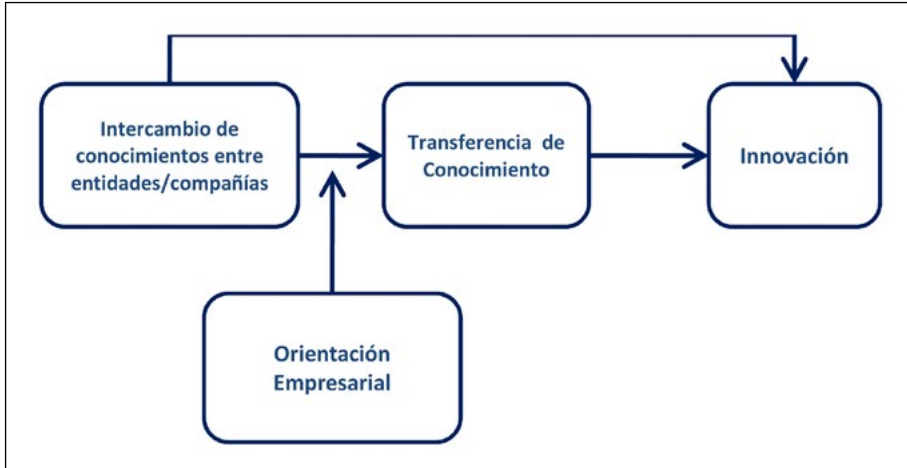 Intercambio de
conocimientos entre
entidades/compañías
Transferencia de
Conocimiento
Innovación
Orientación
Empresarial